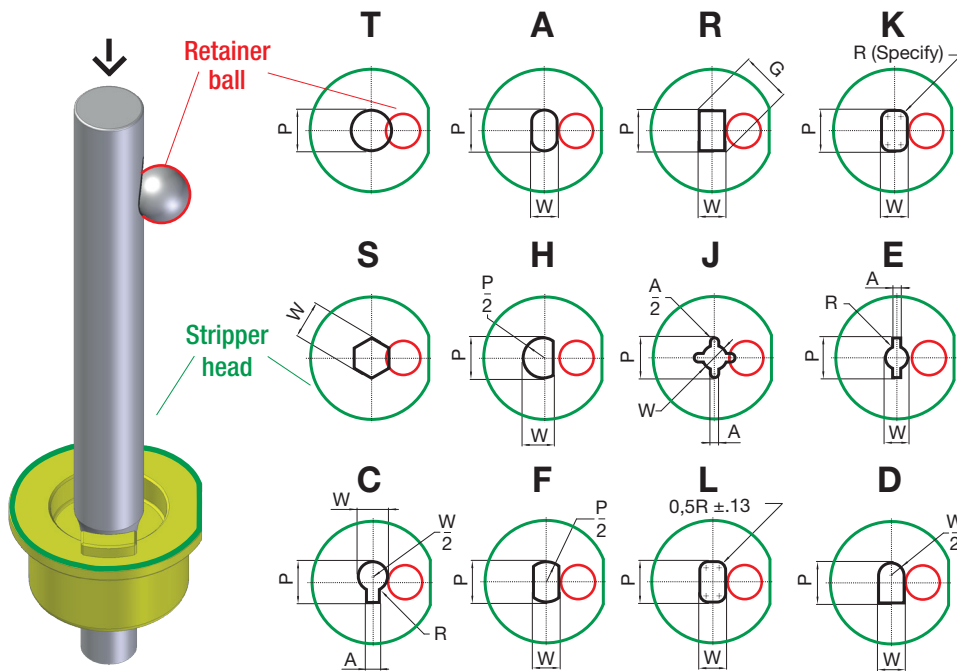 Retainer
ball
Stripper
head
T
P
A
P
W
R
P
G
W
K
R (Specify)
P
W
S
W
H
P
2
P
W
J
A
2
P
W
A
E
A
R
P
W
C
W
W
2
P
R
A
F
P
2
P
W
L
0,5R ±.13
P
W
D
W
2
P
W